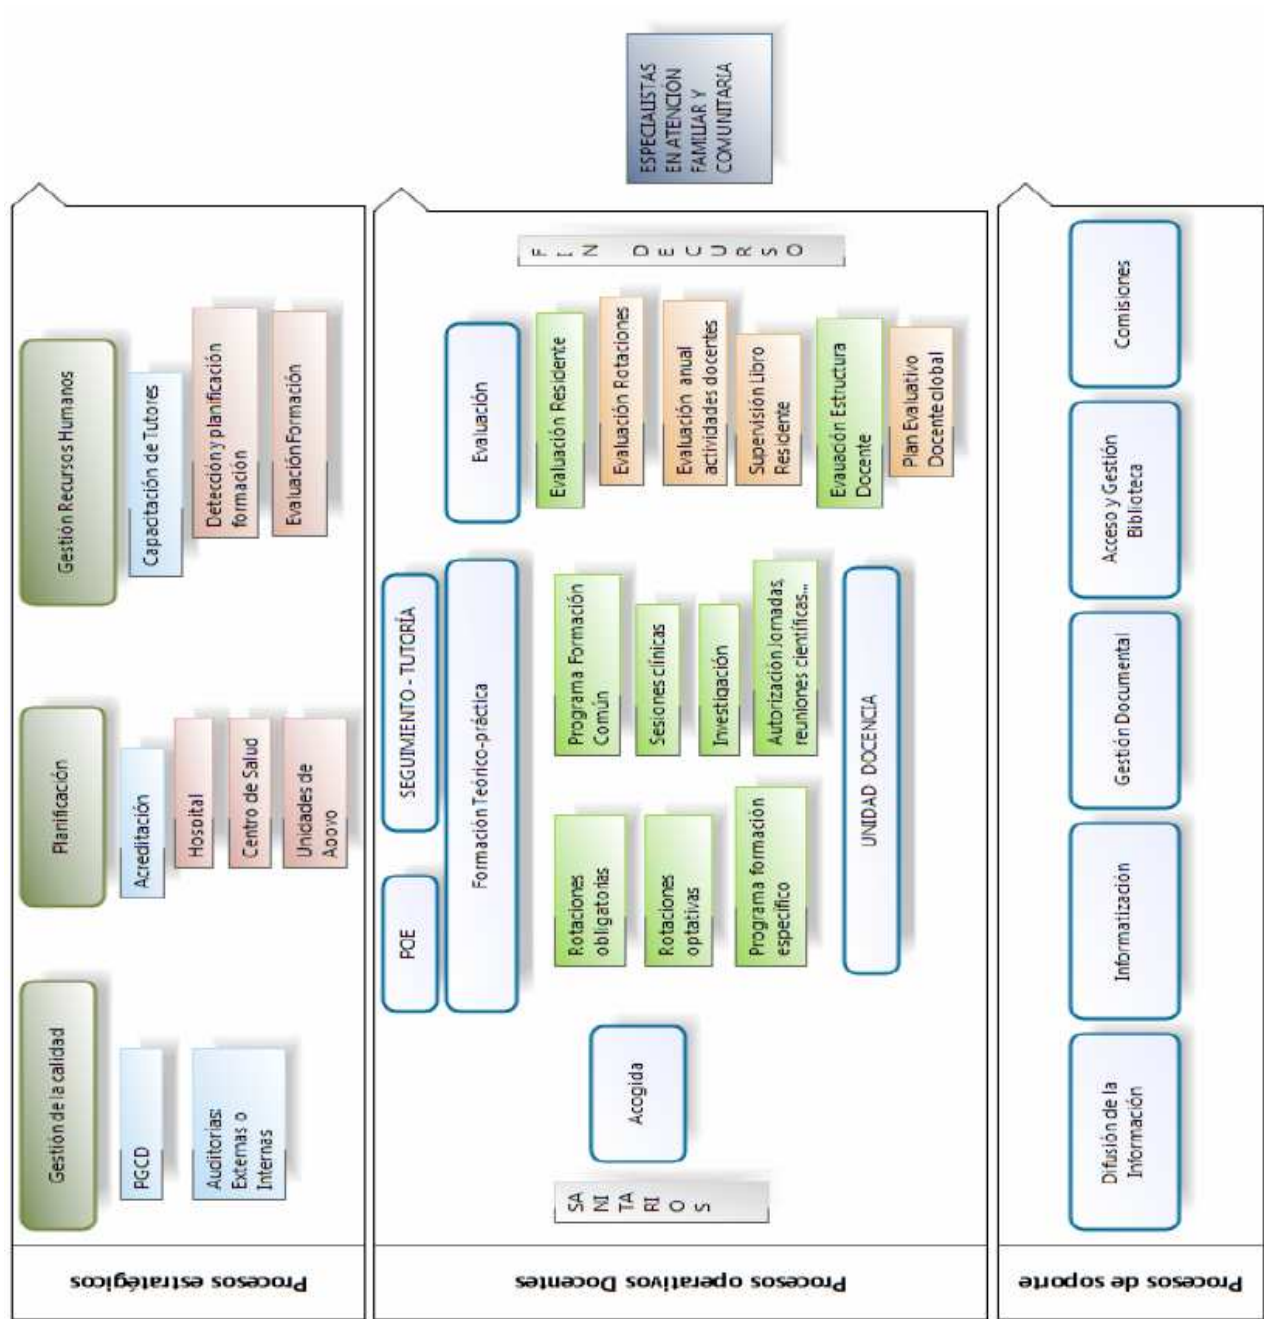 Procesos estratégicos
Gestión de la calidad
PGCD
Auditorias:
Externas o
Internas
Planificación
Acreditación
Hospital
Centro de Salud
Unidades de
Apoyo
Gestión Recursos Humanos
Capacitación de Tutores
Detección y planificación
formación
Evaluación Formación
Procesos operativos Docentes
SA
NI
TA
RI
O
S
Acogida
POE
SEGUIMIENTO - TUTORÍA
Formación Teórico-práctica
Rotaciones
obligatorias
Rotaciones
optativas
Programa formación
específico
Programa Formación
Común
Sesiones clínicas
Investigación
Autorización Jornadas,
reuniones científicas...
UNIDAD DOCENCIA
Evaluación
Evaluación Residente
Evaluación Rotaciones
Evaluación anual
actividades docentes
Supervisión Libro
Residente
Evauación Estructura
Docente
Plan Evaluativo
Docente global
F
I
N
D
E
C
U
R
S
O
ESPECIALISTAS
EN ATENCIÓN
FAMILIAR Y
COMUNITARIA
Procesos de soporte
Difusión de la
Información
Informatización
Gestión Documental
Acceso y Gestión
Biblioteca
Comisiones